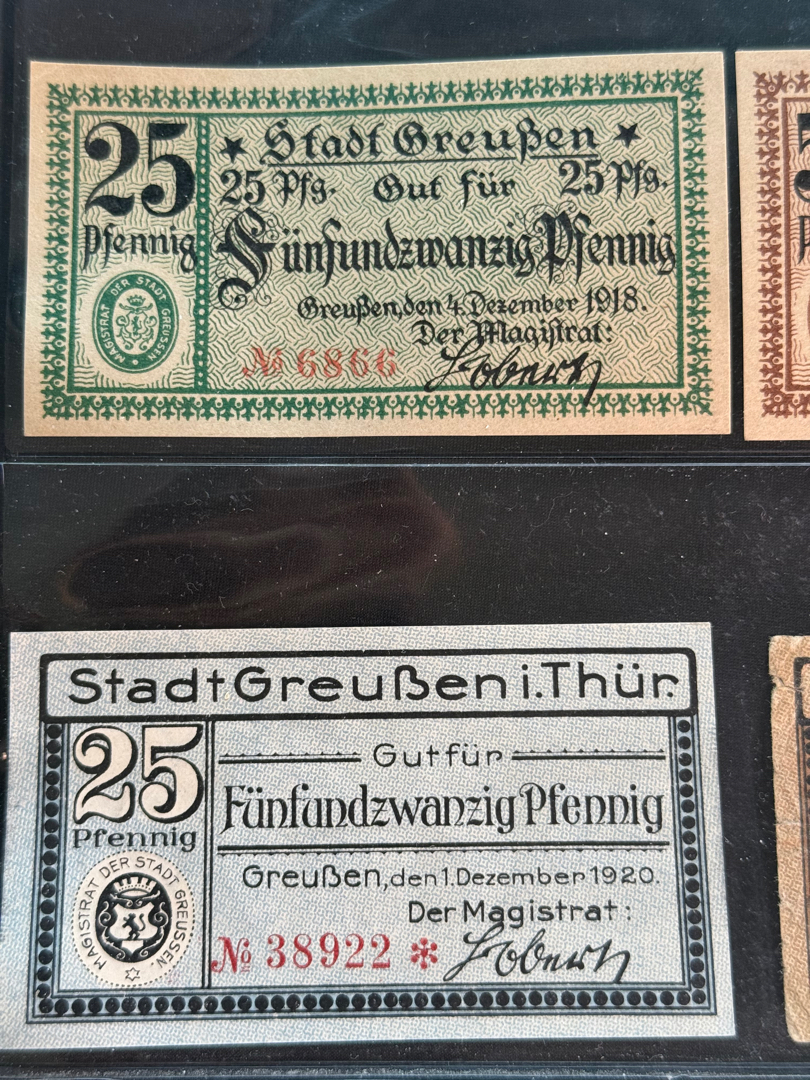 25
Pfennig
MAGISTRAT DER STADT GREUSSEN
★ Stadt Greußen ★
25 Pfg. Gut für 25 Pfg.
Fünfundzwanzig Pfennig
Greußen, den 4. Dezember 1918.
Der Magistrat:
№ 6866
Stadt Greußen i. Thür.
25
Pfennig
MAGISTRAT DER STADT GREUSSEN.
Gut für
Fünfundzwanzig Pfennig
Greußen, den 1. Dezember 1920.
Der Magistrat:
№ 38922 *